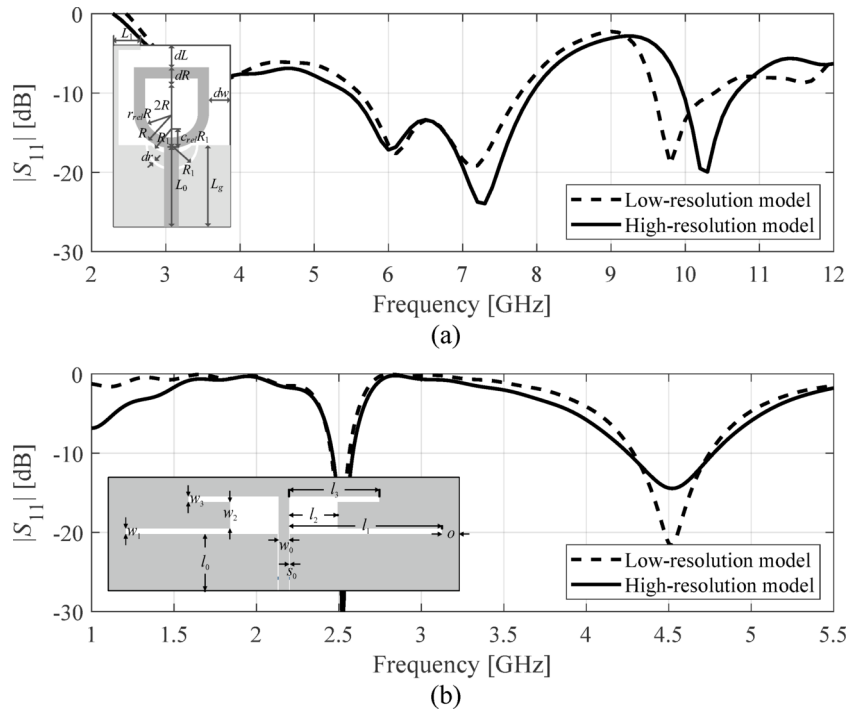 0
-10
-20
-30
|S11| [dB]
L1
dL
dR
2R
dw
rrelR
R
R1
crelR1
dr
R1
L0
Lg
Low-resolution model
High-resolution model
2 3 4 5 6 7 8 9 10 11 12
Frequency [GHz]
(a)
0
-10
-20
-30
|S11| [dB]
w3
l3
w2
l2
l1
w1
w0
o
l0
s0
Low-resolution model
High-resolution model
1 1.5 2 2.5 3 3.5 4 4.5 5 5.5
Frequency [GHz]
(b)